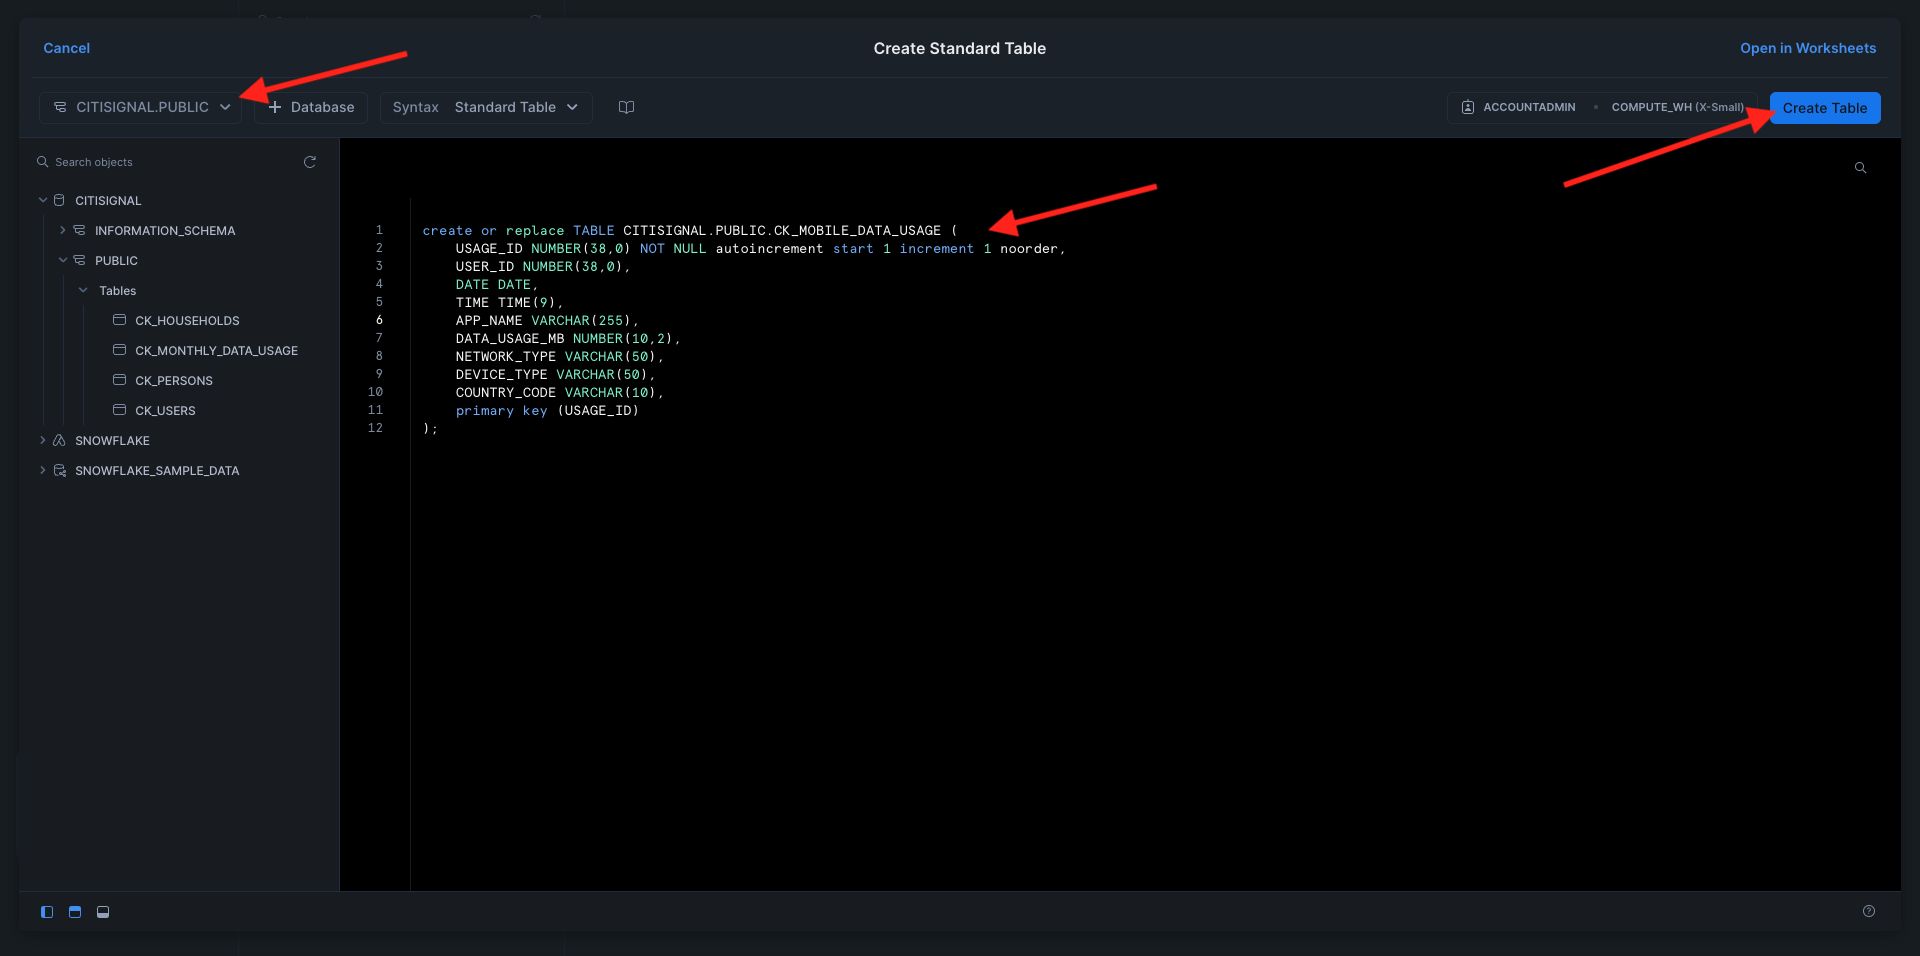 Cancel
Create Standard Table
Open in Worksheets
CITISIGNAL.PUBLIC
+ Database
Syntax Standard Table
ACCOUNTADMIN • COMPUTE_WH (X-Small)
Create Table
Search objects
CITISIGNAL
INFORMATION_SCHEMA
PUBLIC
Tables
CK_HOUSEHOLDS
CK_MONTHLY_DATA_USAGE
CK_PERSONS
CK_USERS
SNOWFLAKE
SNOWFLAKE_SAMPLE_DATA
1 create or replace TABLE CITISIGNAL.PUBLIC.CK_MOBILE_DATA_USAGE (
2 USAGE_ID NUMBER(38,0) NOT NULL autoincrement start 1 increment 1 noorder,
3 USER_ID NUMBER(38,0),
4 DATE DATE,
5 TIME TIME(9),
6 APP_NAME VARCHAR(255),
7 DATA_USAGE_MB NUMBER(10,2),
8 NETWORK_TYPE VARCHAR(50),
9 DEVICE_TYPE VARCHAR(50),
10 COUNTRY_CODE VARCHAR(10),
11 primary key (USAGE_ID)
12 );